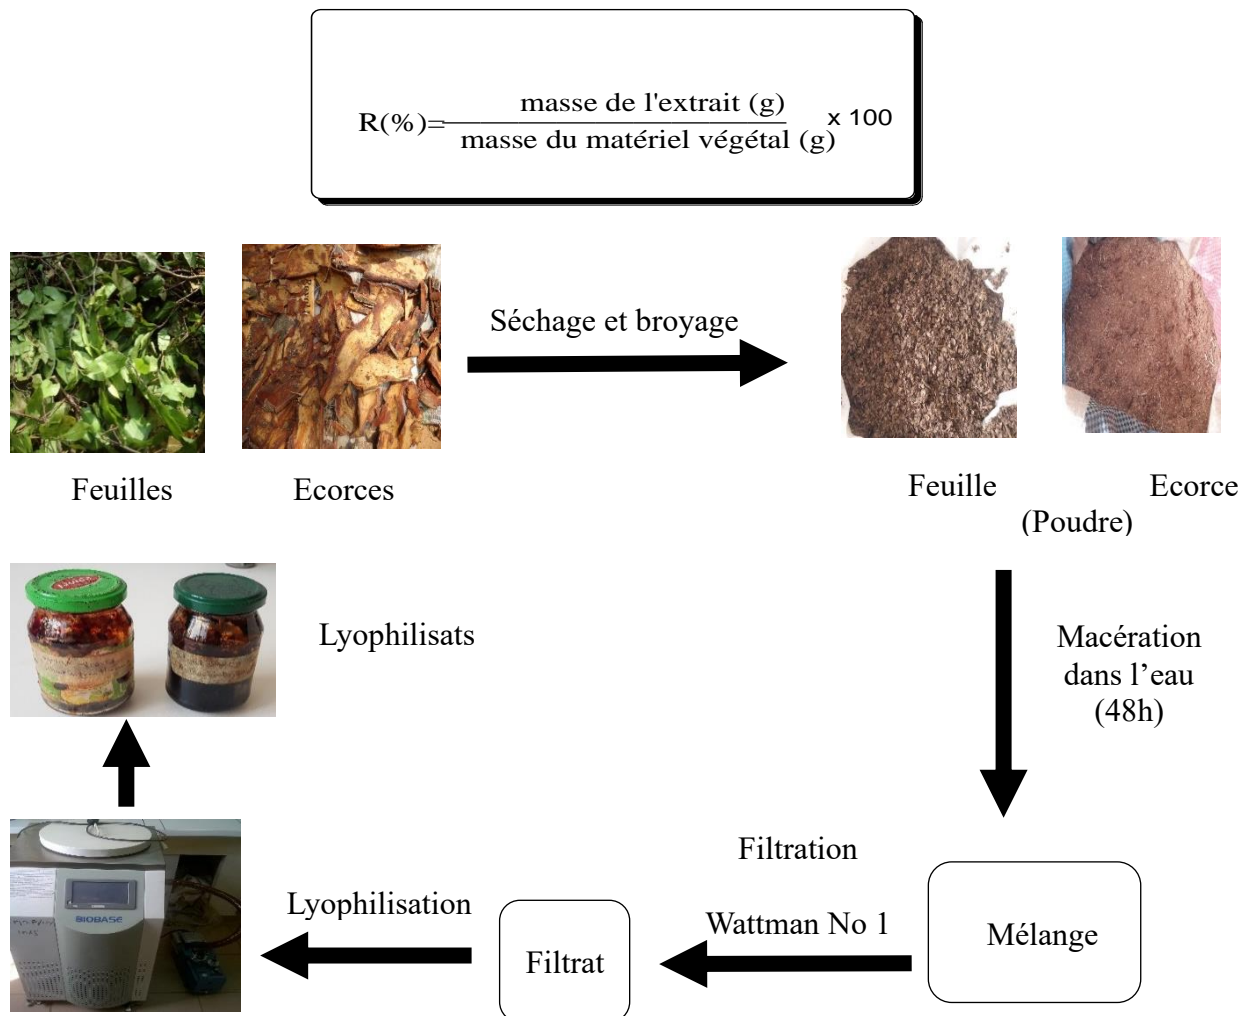 masse de l'extrait (g)
R(%)= x 100
masse du matériel végétal (g)
Séchage et broyage
Feuilles Ecorces
Feuille Ecorce
(Poudre)
Lyophilisats
Macération
dans l’eau
(48h)
Filtration
Wattman No 1
Mélange
Lyophilisation
Filtrat
BIOBASE